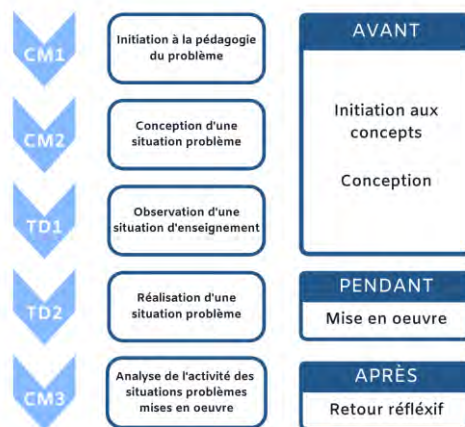 CM1
Initiation à la pédagogie
du problème
CM2
Conception d'une
situation problème
TD1
Observation d'une
situation d'enseignement
TD2
Réalisation d'une
situation problème
CM3
Analyse de l'activité des
situations problèmes
mises en oeuvre
AVANT
Initiation aux
concepts
Conception
PENDANT
Mise en oeuvre
APRÈS
Retour réfléxif